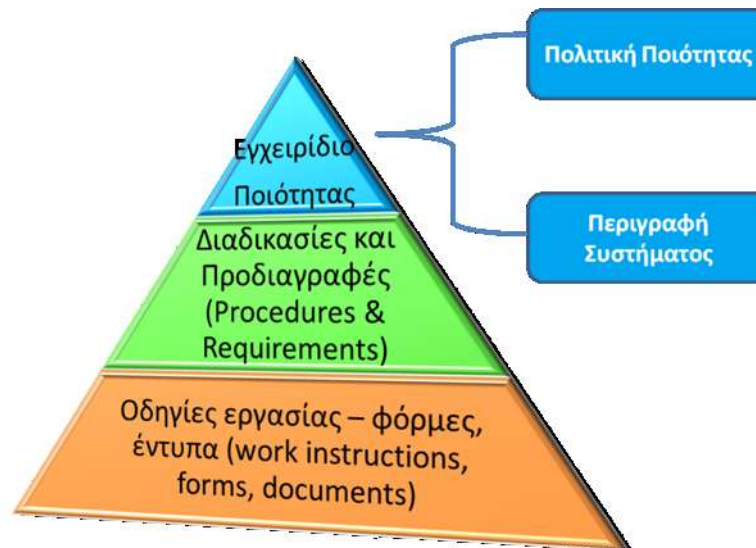 Πολιτική Ποιότητας
Εγχειρίδιο
Ποιότητας
Περιγραφή
Συστήματος
Διαδικασίες και
Προδιαγραφές
(Procedures &
Requirements)
Οδηγίες εργασίας – φόρμες,
έντυπα (work instructions,
forms, documents)